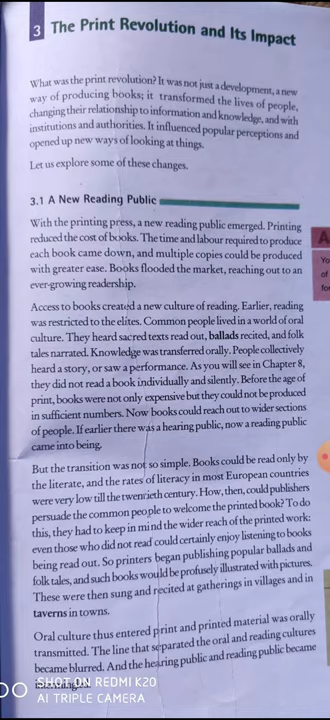 3 The Print Revolution and Its Impact
What was the print revolution? It was not just a development, a new
way of producing books; it transformed the lives of people,
changing their relationship to information and knowledge, and with
institutions and authorities. It influenced popular perceptions and
opened up new ways of looking at things.
Let us explore some of these changes.
3.1 A New Reading Public
With the printing press, a new reading public emerged. Printing
reduced the cost of books. The time and labour required to produce
each book came down, and multiple copies could be produced
with greater ease. Books flooded the market, reaching out to an
ever-growing readership.
Access to books created a new culture of reading. Earlier, reading
was restricted to the elites. Common people lived in a world of oral
culture. They heard sacred texts read out, ballads recited, and folk
tales narrated. Knowledge was transferred orally. People collectively
heard a story, or saw a performance. As you will see in Chapter 8,
they did not read a book individually and silently. Before the age of
print, books were not only expensive but they could not be produced
in sufficient numbers. Now books could reach out to wider sections
of people. If earlier there was a hearing public, now a reading public
came into being.
But the transition was not so simple. Books could be read only by
the literate, and the rates of literacy in most European countries
were very low till the twentieth century. How, then, could publishers
persuade the common people to welcome the printed book? To do
this, they had to keep in mind the wider reach of the printed work:
even those who did not read could certainly enjoy listening to books
being read out. So printers began publishing popular ballads and
folk tales, and such books would be profusely illustrated with pictures.
These were then sung and recited at gatherings in villages and in
taverns in towns.
Oral culture thus entered print and printed material was orally
transmitted. The line that separated the oral and reading cultures
became blurred. And the hearing public and reading public became
A
Yo
of
for
SHOT ON REDMI K20
AI TRIPLE CAMERA